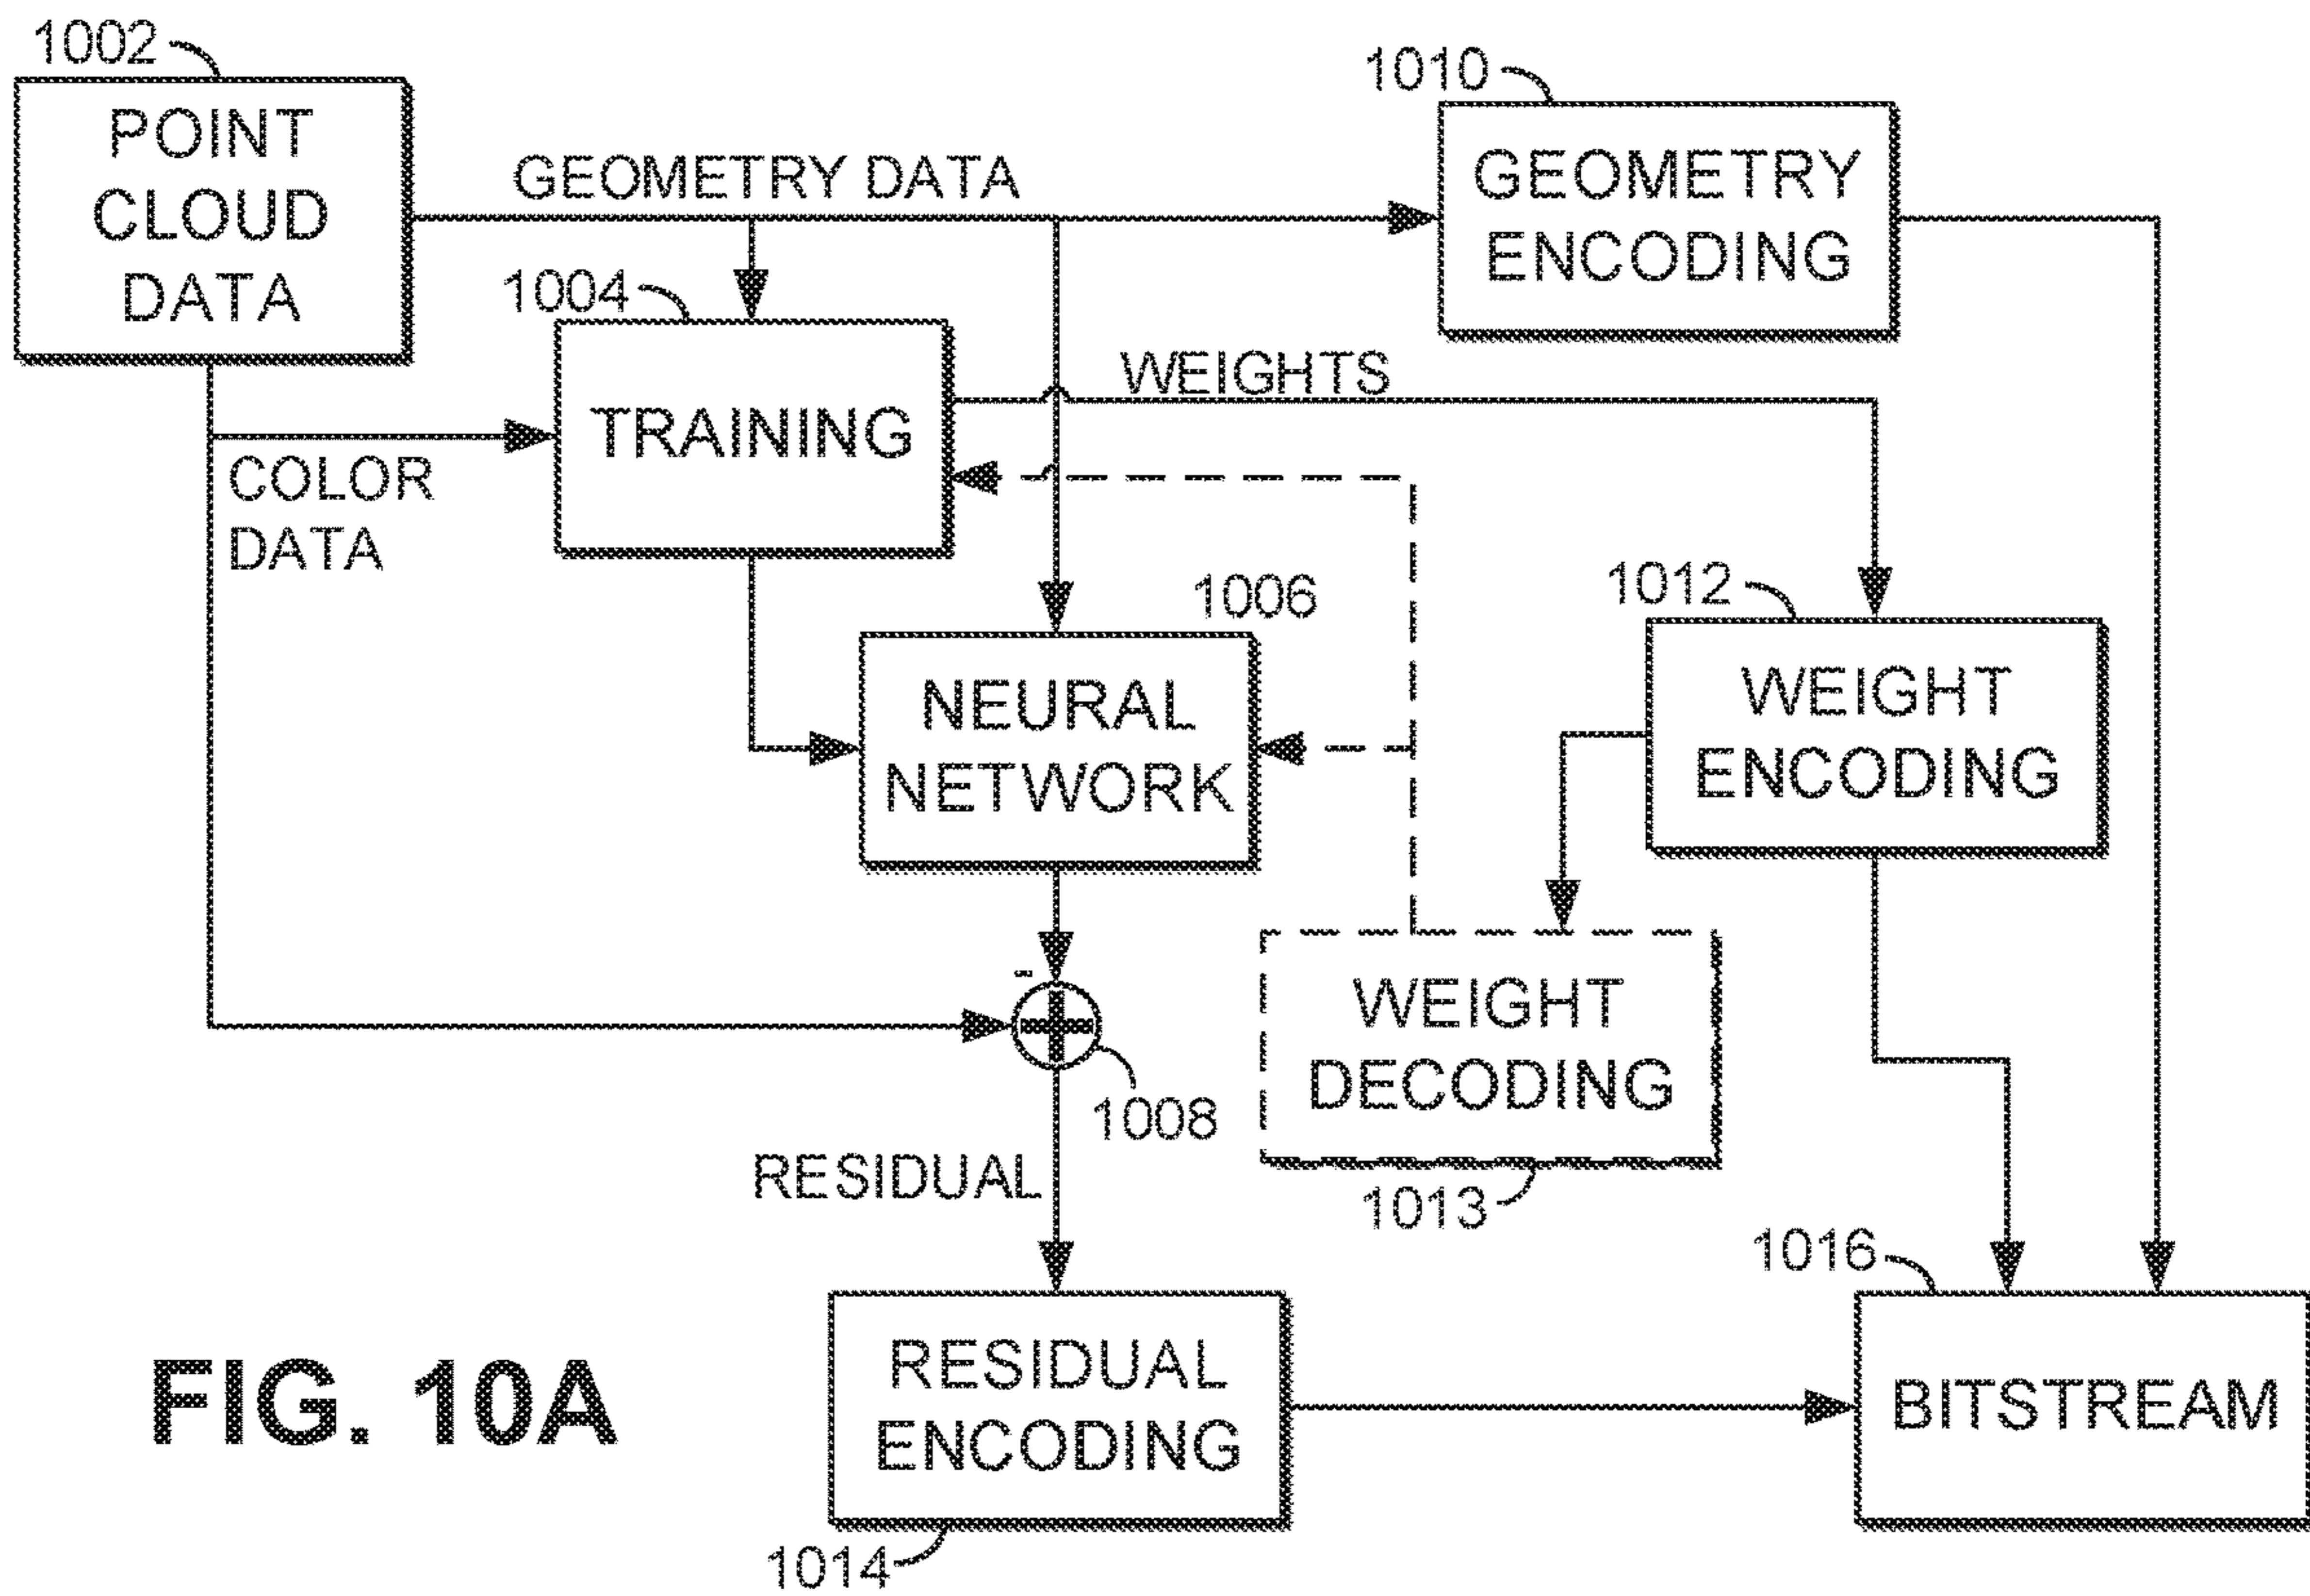 1002
POINT
CLOUD
DATA
GEOMETRY DATA
1010
GEOMETRY
ENCODING
1004
TRAINING
WEIGHTS
COLOR
DATA
1006
NEURAL
NETWORK
1012
WEIGHT
ENCODING
-
1008
WEIGHT
DECODING
1013
RESIDUAL
1016
BITSTREAM
RESIDUAL
ENCODING
1014
FIG. 10A